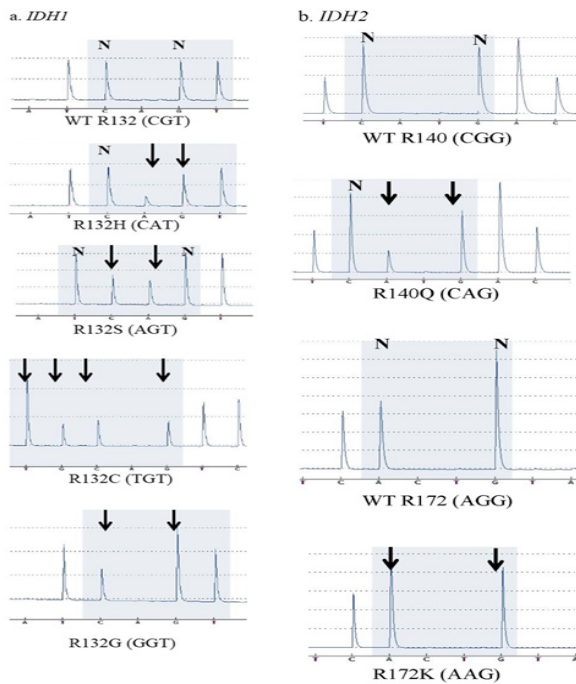 a. IDH1
N N
A T C A G T
WT R132 (CGT)
N
A T C A G T
R132H (CAT)
N N
A T C A G T
R132S (AGT)
T G C A G T C
R132C (TGT)
A T C A G T
R132G (GGT)
b. IDH2
N N
T C A T G A C
WT R140 (CGG)
N
T C A T G A C
R140Q (CAG)
N N
T C A C T G T A
WT R172 (AGG)
T C A C T G T A
R172K (AAG)